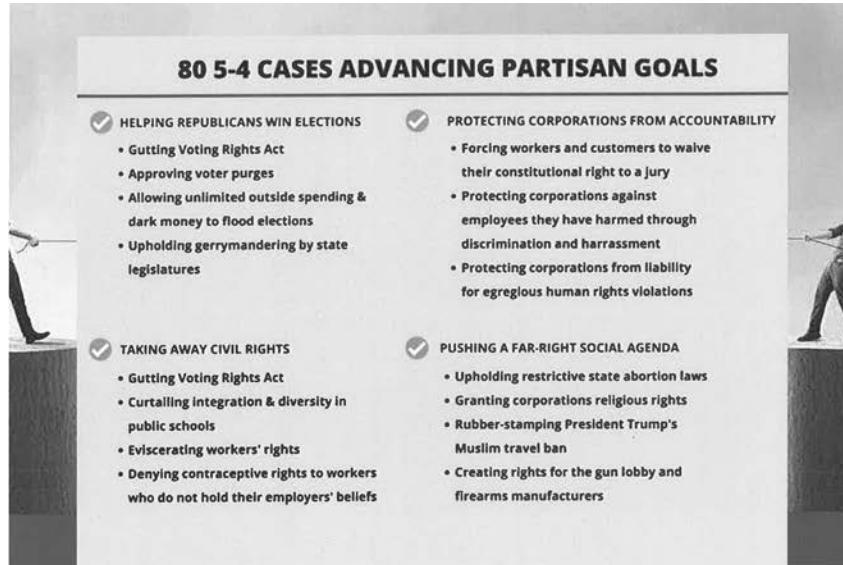 80 5-4 CASES ADVANCING PARTISAN GOALS
HELPING REPUBLICANS WIN ELECTIONS
• Gutting Voting Rights Act
• Approving voter purges
• Allowing unlimited outside spending &
dark money to flood elections
• Upholding gerrymandering by state
legislatures
PROTECTING CORPORATIONS FROM ACCOUNTABILITY
• Forcing workers and customers to waive
their constitutional right to a jury
• Protecting corporations against
employees they have harmed through
discrimination and harrassment
• Protecting corporations from liability
for egregious human rights violations
TAKING AWAY CIVIL RIGHTS
• Gutting Voting Rights Act
• Curtailing integration & diversity in
public schools
• Eviscerating workers' rights
• Denying contraceptive rights to workers
who do not hold their employers' beliefs
PUSHING A FAR-RIGHT SOCIAL AGENDA
• Upholding restrictive state abortion laws
• Granting corporations religious rights
• Rubber-stamping President Trump's
Muslim travel ban
• Creating rights for the gun lobby and
firearms manufacturers